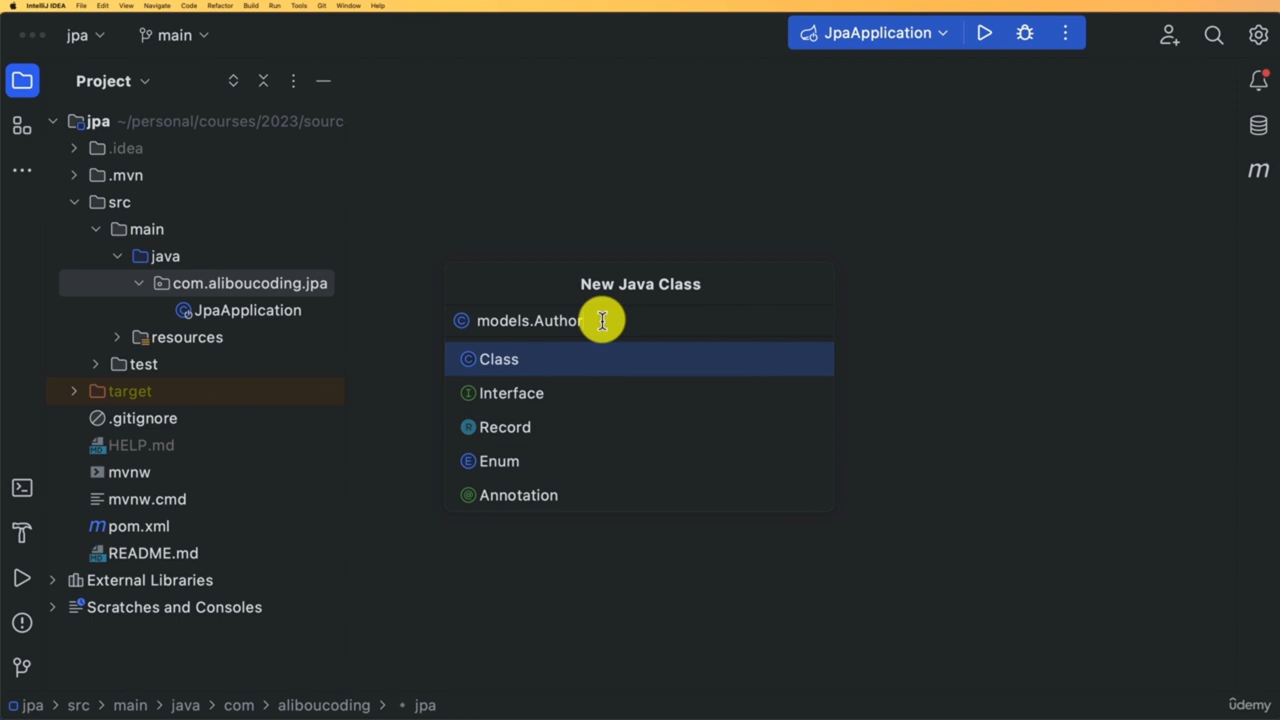 IntelliJ IDEA File Edit View Navigate Code Refactor Build Run Tools Git Window Help
jpa main JpaApplication
Project
jpa ~/personal/courses/2023/sourc
.idea
.mvn
src
main
java
com.aliboucoding.jpa
JpaApplication
resources
test
target
.gitignore
HELP.md
mvnw
mvnw.cmd
pom.xml
README.md
External Libraries
Scratches and Consoles
New Java Class
models.Author
Class
Interface
Record
Enum
Annotation
jpa > src > main > java > com > aliboucoding > jpa
ûdemy